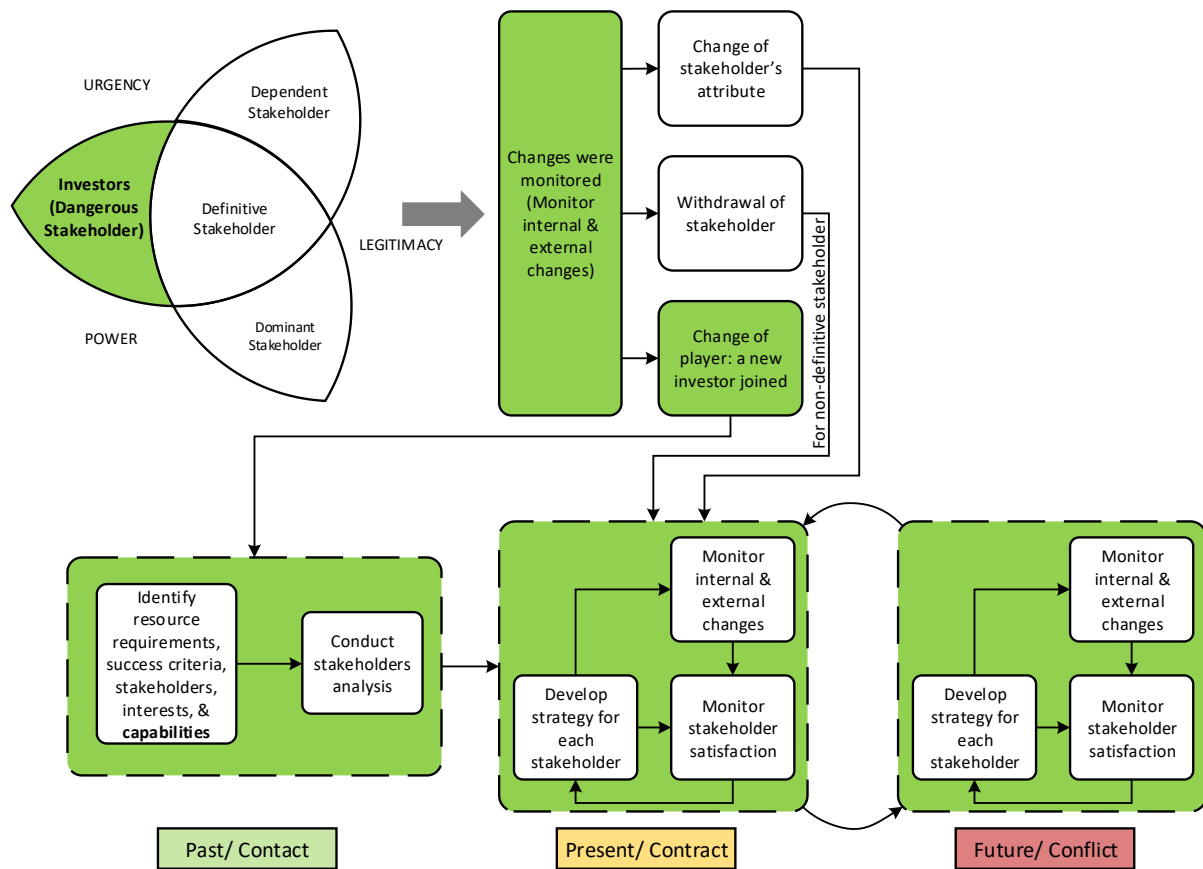 URGENCY
Dependent
Stakeholder
Investors
(Dangerous
Stakeholder)
Definitive
Stakeholder
LEGITIMACY
POWER
Dominant
Stakeholder
Changes were
monitored
(Monitor
internal &
external
changes)
Change of
stakeholder’s
attribute
Withdrawal of
stakeholder
Change of
player: a new
investor joined
For non-definitive stakeholder
Identify
resource
requirements,
success criteria,
stakeholders,
interests, &
capabilities
Conduct
stakeholders
analysis
Monitor
internal &
external
changes
Develop
strategy for
each
stakeholder
Monitor
stakeholder
satisfaction
Monitor
internal &
external
changes
Develop
strategy for
each
stakeholder
Monitor
stakeholder
satisfaction
Past/ Contact
Present/ Contract
Future/ Conflict